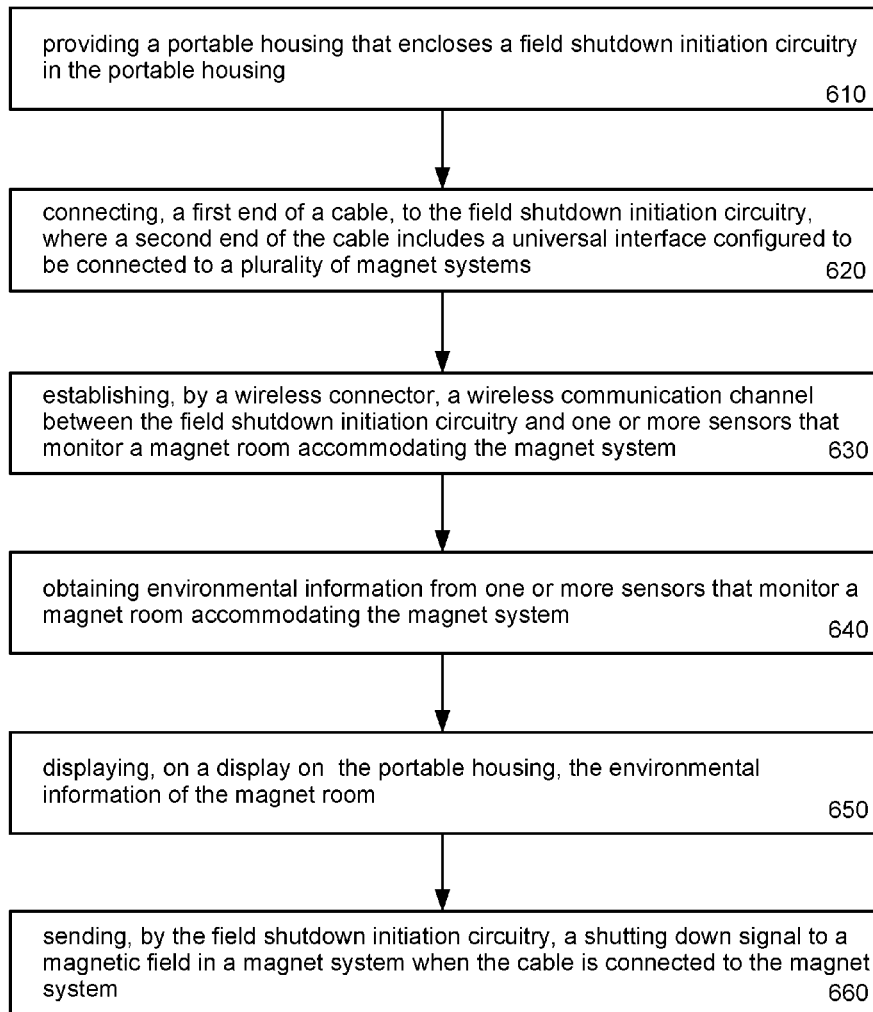 providing a portable housing that encloses a field shutdown initiation circuitry
in the portable housing
610
connecting, a first end of a cable, to the field shutdown initiation circuitry,
where a second end of the cable includes a universal interface configured to
be connected to a plurality of magnet systems
620
establishing, by a wireless connector, a wireless communication channel
between the field shutdown initiation circuitry and one or more sensors that
monitor a magnet room accommodating the magnet system
630
obtaining environmental information from one or more sensors that monitor a
magnet room accommodating the magnet system
640
displaying, on a display on the portable housing, the environmental
information of the magnet room
650
sending, by the field shutdown initiation circuitry, a shutting down signal to a
magnetic field in a magnet system when the cable is connected to the magnet
system
660